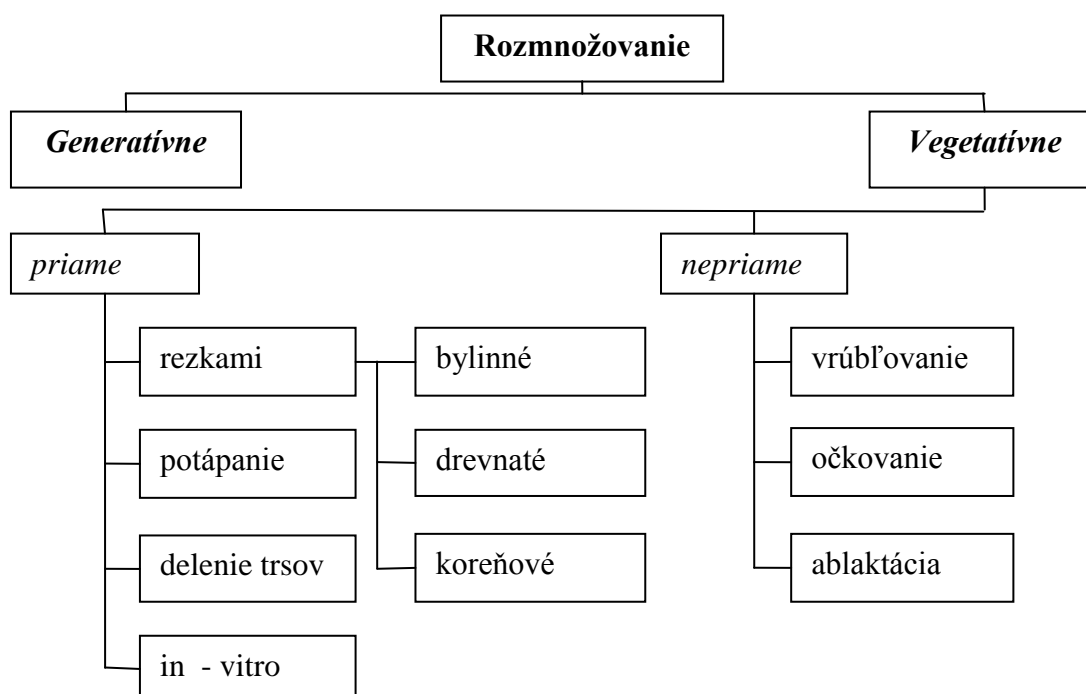 Rozmnožovanie
Generatívne
Vegetatívne
priame
nepriame
rezkami
bylinné
vrúbľovanie
potápanie
drevnaté
očkovanie
delenie trsov
koreňové
ablaktácia
in - vitro